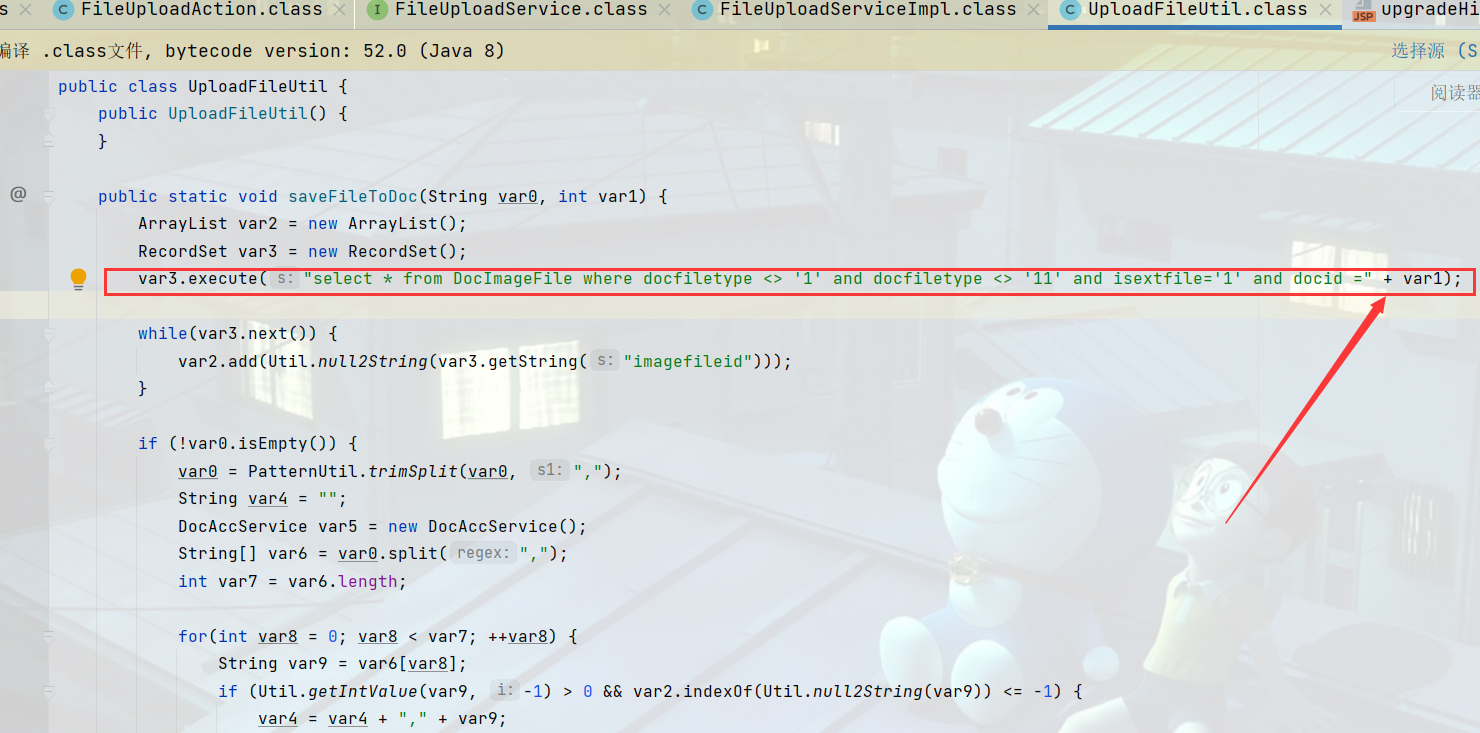 s FileUploadAction.class FileUploadService.class FileUploadServiceImpl.class UploadFileUtil.class upgradeHi
编译 .class文件, bytecode version: 52.0 (Java 8) 选择源 (S
阅读器
public class UploadFileUtil {
public UploadFileUtil() {
}
@ public static void saveFileToDoc(String var0, int var1) {
ArrayList var2 = new ArrayList();
RecordSet var3 = new RecordSet();
var3.execute( s: "select * from DocImageFile where docfiletype <> '1' and docfiletype <> '11' and isextfile='1' and docid =" + var1);
while(var3.next()) {
var2.add(Util.null2String(var3.getString( s: "imagefileid")));
}
if (!var0.isEmpty()) {
var0 = PatternUtil.trimSplit(var0, s1: ",");
String var4 = "";
DocAccService var5 = new DocAccService();
String[] var6 = var0.split( regex: ",");
int var7 = var6.length;
for(int var8 = 0; var8 < var7; ++var8) {
String var9 = var6[var8];
if (Util.getIntValue(var9, i: -1) > 0 && var2.indexOf(Util.null2String(var9)) <= -1) {
var4 = var4 + "," + var9;